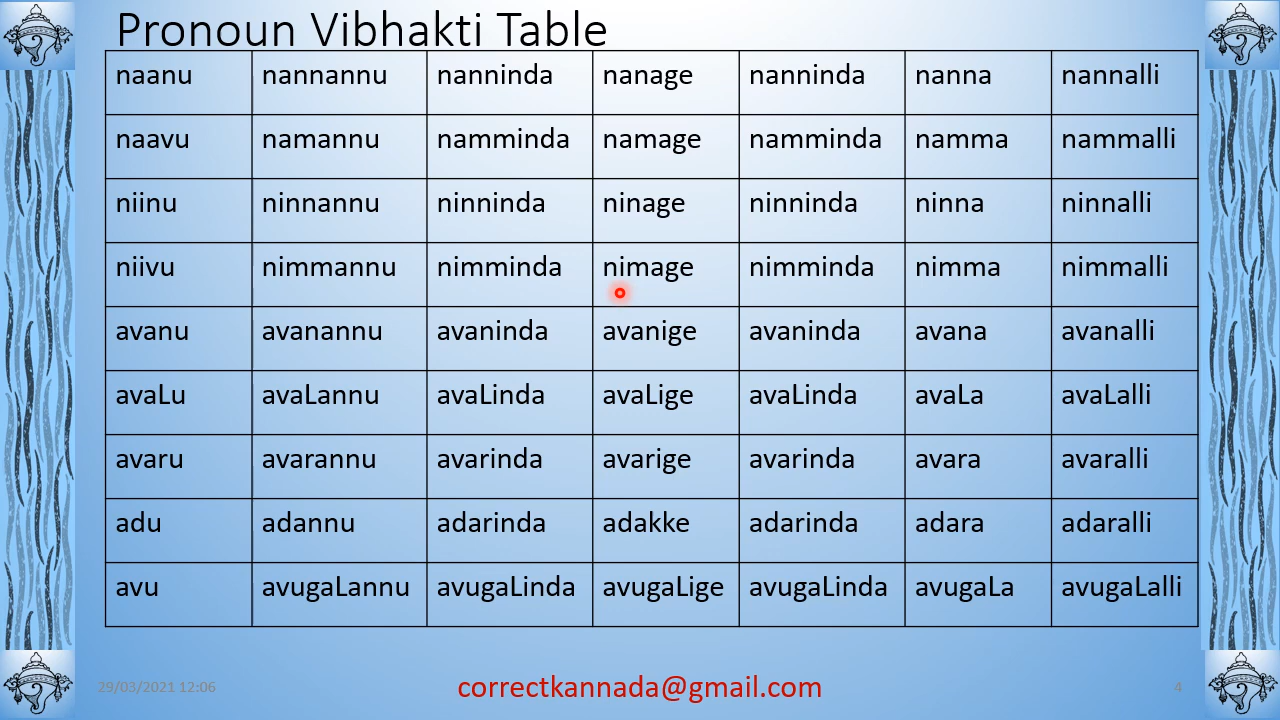 Pronoun Vibhakti Table
naanu nannannu nanninda nanage nanninda nanna nannalli
naavu namannu namminda namage namminda namma nammalli
niinu ninnannu ninninda ninage ninninda ninna ninnalli
niivu nimmannu nimminda nimage nimminda nimma nimmalli
avanu avanannu avaninda avanige avaninda avana avanalli
avaLu avaLannu avaLinda avaLige avaLinda avaLa avaLalli
avaru avarannu avarinda avarige avarinda avara avaralli
adu adannu adarinda adakke adarinda adara adaralli
avu avugaLannu avugaLinda avugaLige avugaLinda avugaLa avugaLalli
29/03/2021 12:06 correctkannada@gmail.com 4